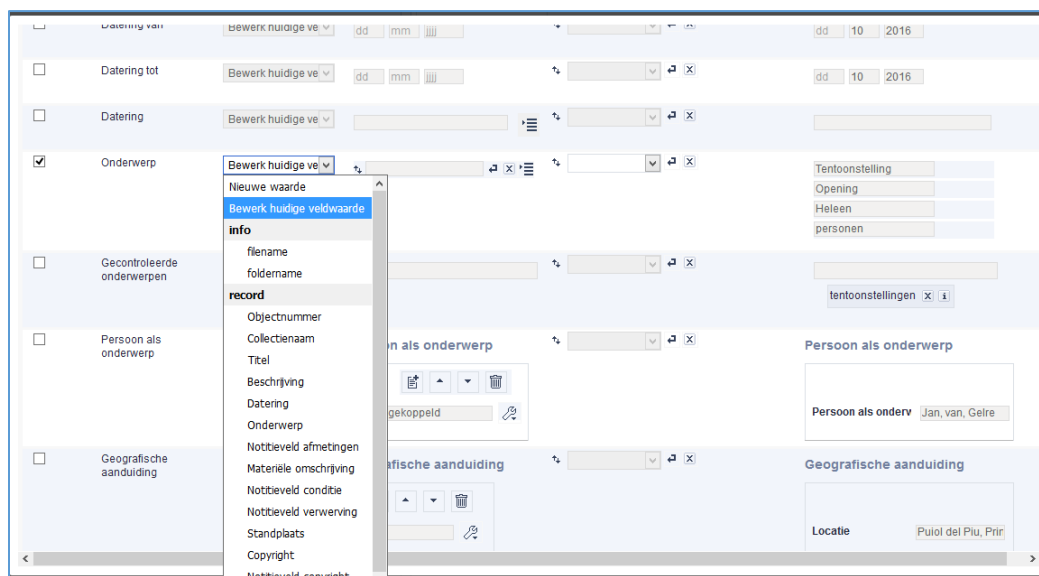 Datering van Bewerk huidige ve dd mm jjjj dd 10 2016
Datering tot Bewerk huidige ve dd mm jjjj dd 10 2016
Datering Bewerk huidige ve
Onderwerp Bewerk huidige ve
Tentoonstelling
Opening
Heleen
personen
Nieuwe waarde
Bewerk huidige veldwaarde
info
filename
foldername
record
Objectnummer
Collectienaam
Titel
Beschrijving
Datering
Onderwerp
Notitieveld afmetingen
Materiële omschrijving
Notitieveld conditie
Notitieveld verwerving
Standplaats
Copyright
Notitieveld copyright
Gecontroleerde
onderwerpen
tentoonstellingen
Persoon als
onderwerp
n als onderwerp
gekoppeld
Persoon als onderwerp
Persoon als onderw Jan, van, Gelre
Geografische
aanduiding
afische aanduiding
Geografische aanduiding
Locatie Puiol del Piu, Prin